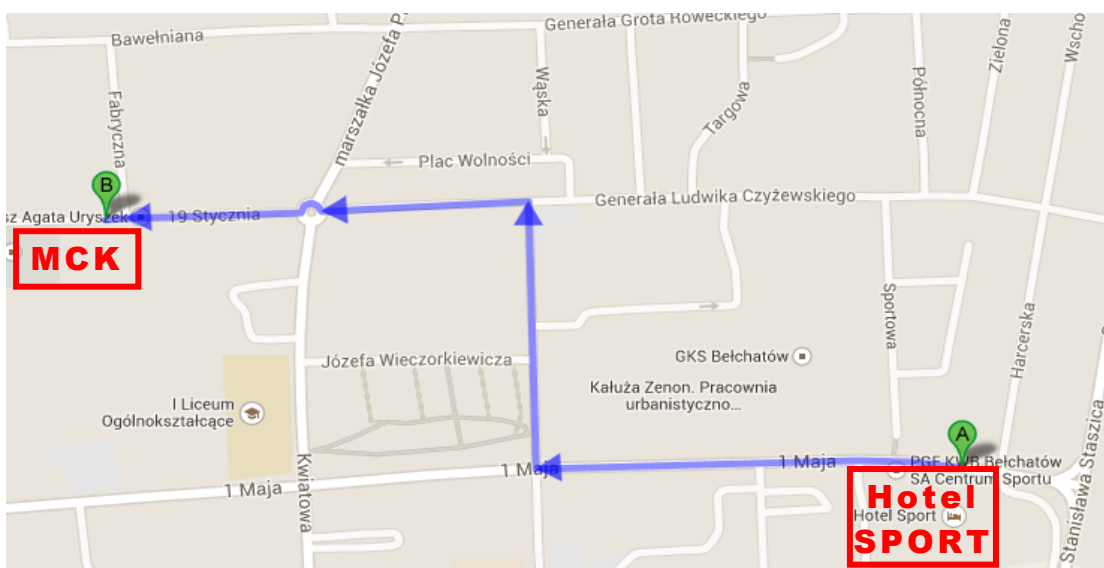 Generała Grota Roweckiego
Bawełniana
marszałka Józefa P
Wąska
Targowa
Północna
Zielona
Wscho
Fabryczna
Plac Wolności
B
Generała Ludwika Czyżewskiego
sz Agata Uryszek
19 Stycznia
MCK
Sportowa
Harcerska
Józefa Wieczorkiewicza
GKS Bełchatów
Kałuża Zenon. Pracownia
urbanistyczno...
I Liceum
Ogólnokształcące
Stanisława Staszica
A
Kwiatowa
1 Maja
1 Maja
1 Maja
PGE KWB Bełchatów
SA Centrum Sportu
Hotel Sport
Hotel
SPORT